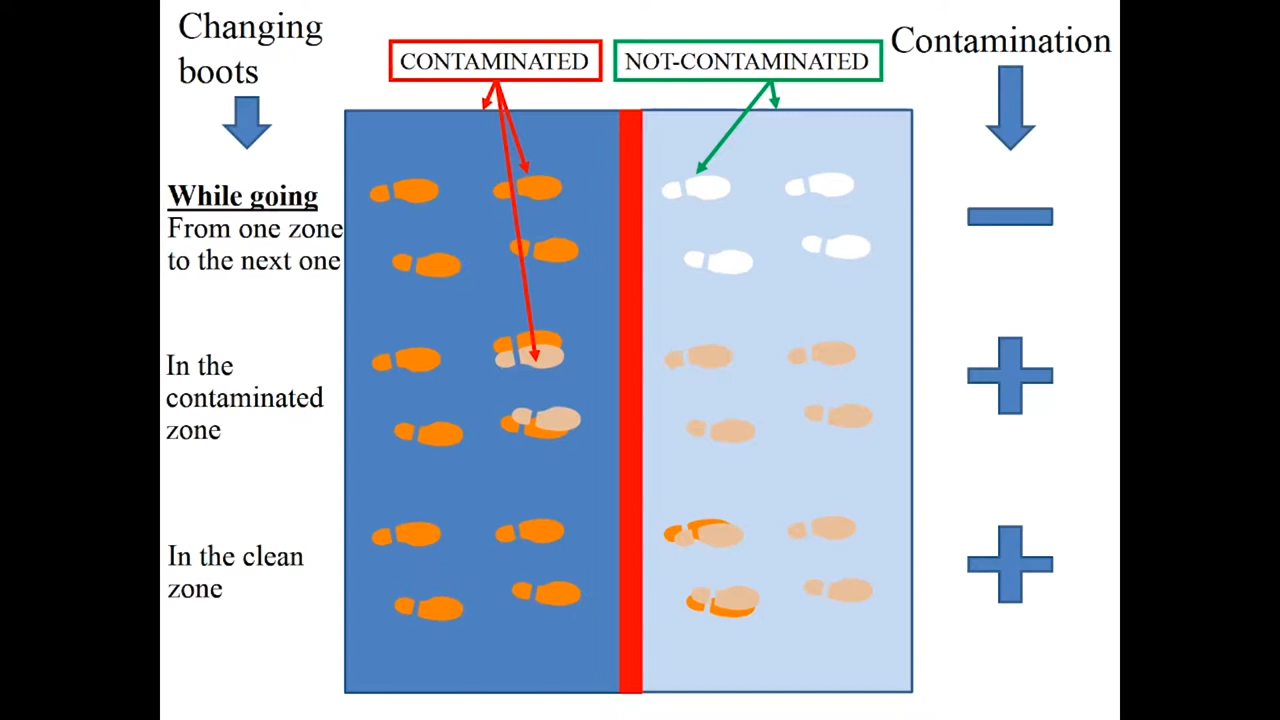 Changing
boots
CONTAMINATED
NOT-CONTAMINATED
Contamination
While going
From one zone
to the next one
In the
contaminated
zone
In the clean
zone